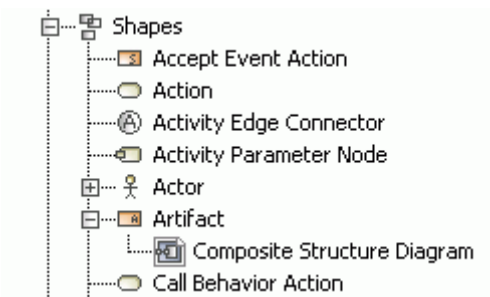 Shapes
Accept Event Action
Action
Activity Edge Connector
Activity Parameter Node
Actor
Artifact
Composite Structure Diagram
Call Behavior Action